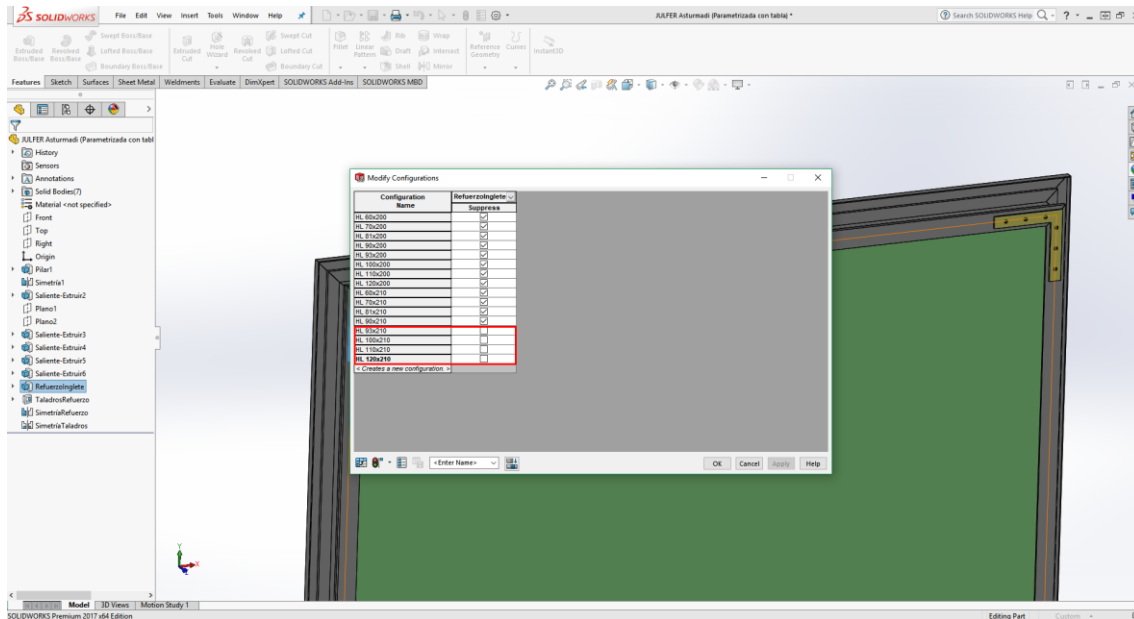 SOLIDWORKS File Edit View Insert Tools Window Help
JULFER Asturmadi (Parametrizada con tabla) *
Search SOLIDWORKS Help
Extruded Boss/Base
Revolved Boss/Base
Swept Boss/Base
Lofted Boss/Base
Boundary Boss/Base
Extruded Cut
Hole Wizard
Revolved Cut
Swept Cut
Lofted Cut
Boundary Cut
Fillet
Linear Pattern
Rib
Draft
Shell
Wrap
Intersect
Mirror
Reference Geometry
Curves
Instant3D
Features Sketch Surfaces Sheet Metal Weldments Evaluate DimXpert SOLIDWORKS Add-Ins SOLIDWORKS MBD
JULFER Asturmadi (Parametrizada con tabl
History
Sensors
Annotations
Solid Bodies(7)
Material <not specified>
Front
Top
Right
Origin
Pilar1
Simetría1
Saliente-Extruir2
Plano1
Plano2
Saliente-Extruir3
Saliente-Extruir4
Saliente-Extruir5
Saliente-Extruir6
RefuerzoInglete
TaladrosRefuerzo
SimetríaRefuerzo
SimetríaTaladros
Modify Configurations
Configuration Name
RefuerzoInglete
Suppress
HL 60x200
HL 70x200
HL 81x200
HL 90x200
HL 93x200
HL 100x200
HL 110x200
HL 120x200
HL 60x210
HL 70x210
HL 81x210
HL 90x210
HL 93x210
HL 100x210
HL 110x210
HL 120x210
< Creates a new configuration. >
<Enter Name>
OK Cancel Apply Help
Y
X
Z
Model 3D Views Motion Study 1
SOLIDWORKS Premium 2017 x64 Edition
Editing Part Custom